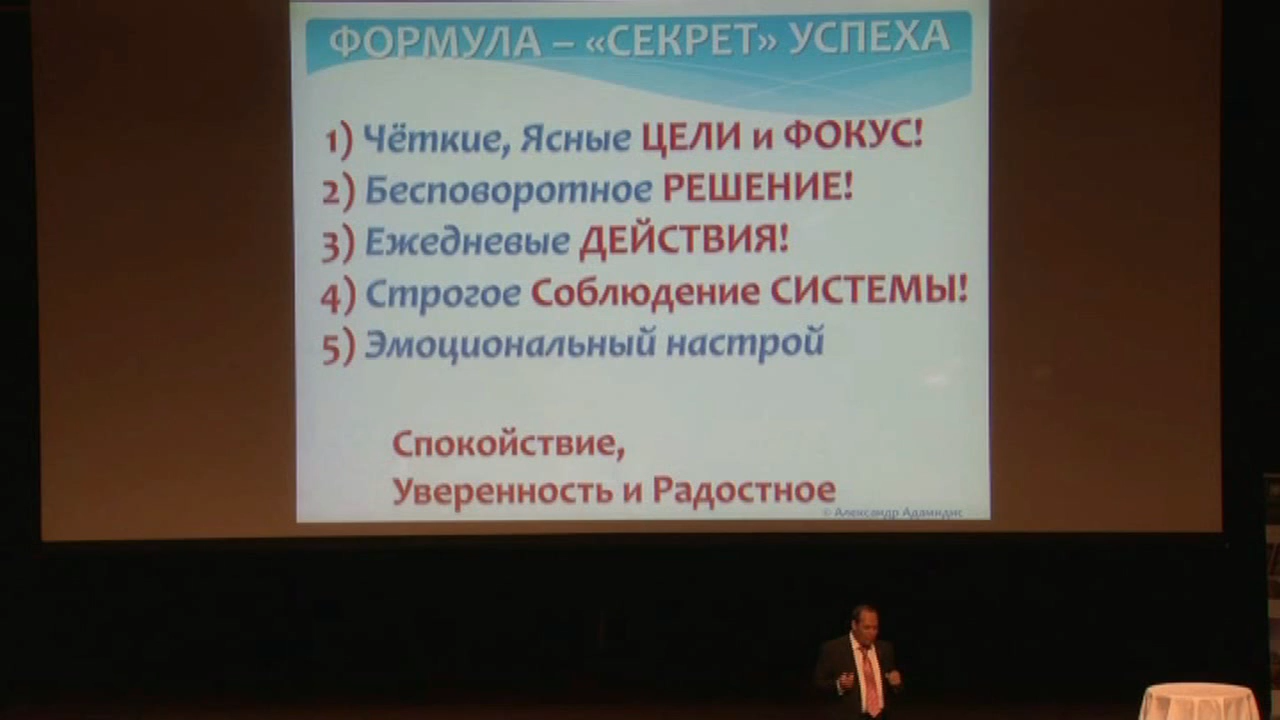 ФОРМУЛА – «СЕКРЕТ» УСПЕХА
1) Чёткие, Ясные ЦЕЛИ и ФОКУС!
2) Бесповоротное РЕШЕНИЕ!
3) Ежедневые ДЕЙСТВИЯ!
4) Строгое Соблюдение СИСТЕМЫ!
5) Эмоциональный настрой
Спокойствие,
Уверенность и Радостное
© Александр